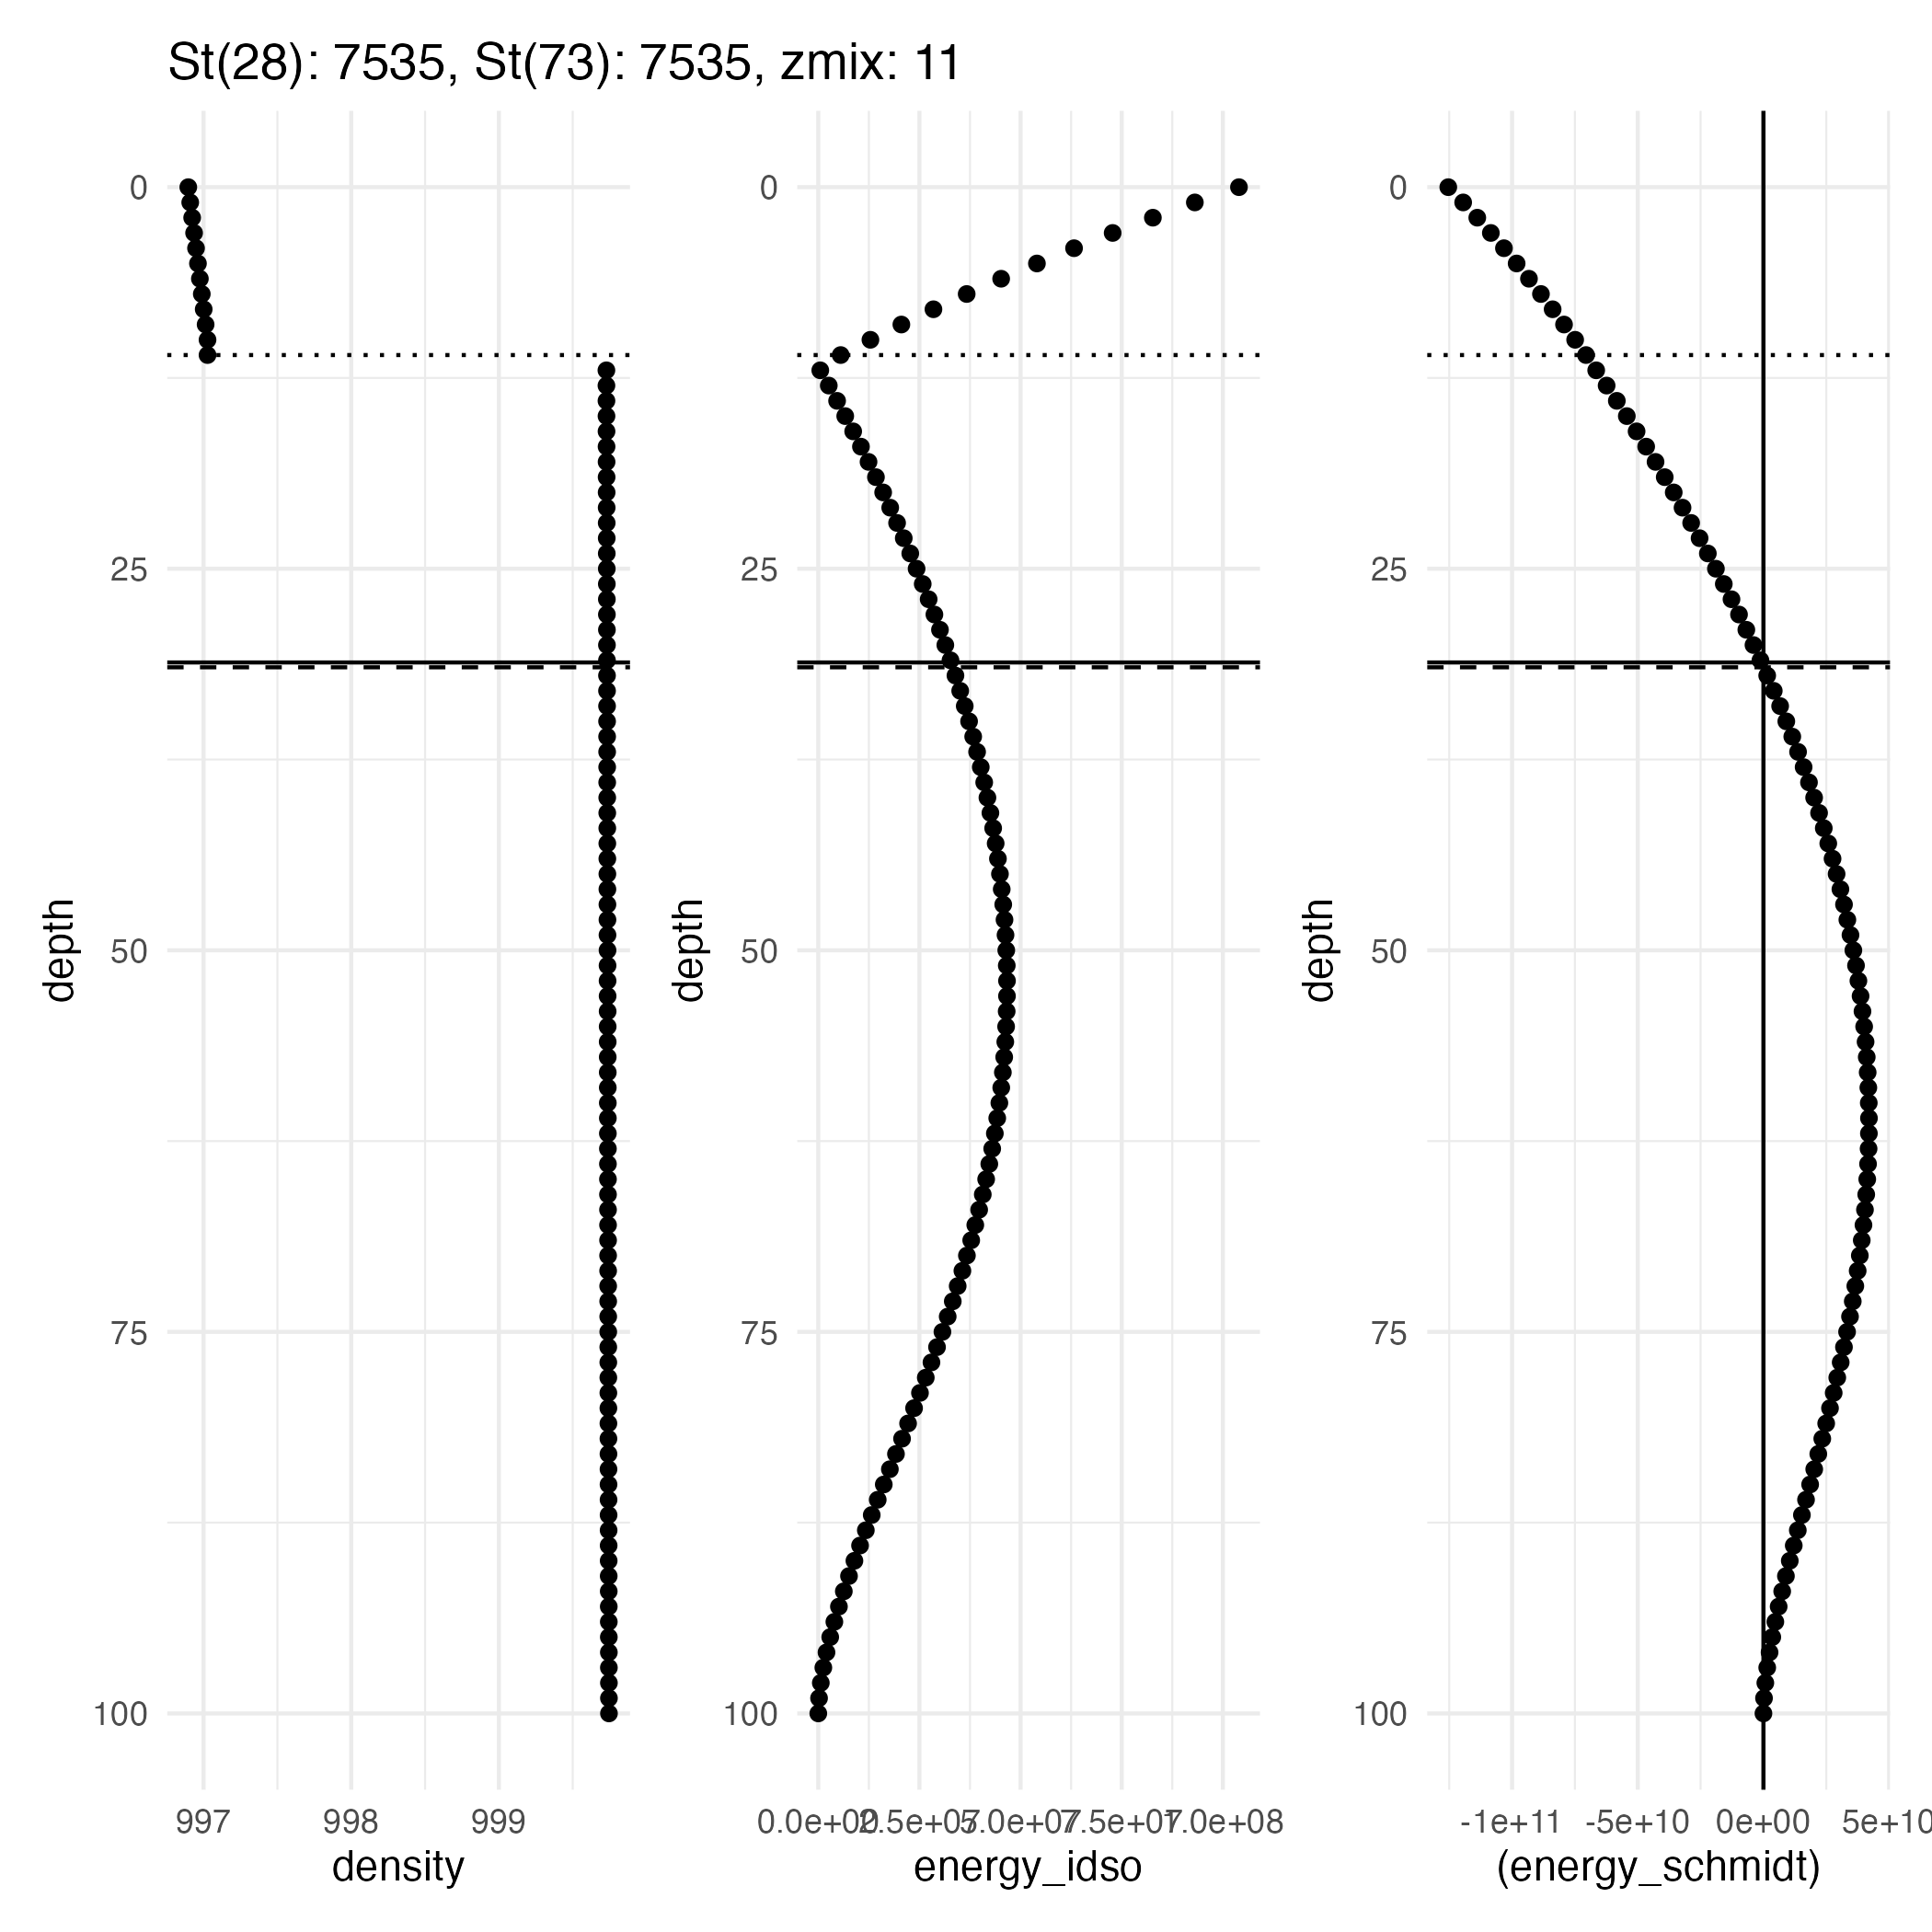 St(28): 7535, St(73): 7535, zmix: 11
0
25
50
75
100
depth
997
998
999
density
0
25
50
75
100
depth
0.0e+00
2.5e+07
5.0e+07
7.5e+07
1.0e+08
energy_idso
0
25
50
75
100
depth
-1e+11
-5e+10
0e+00
5e+10
(energy_schmidt)